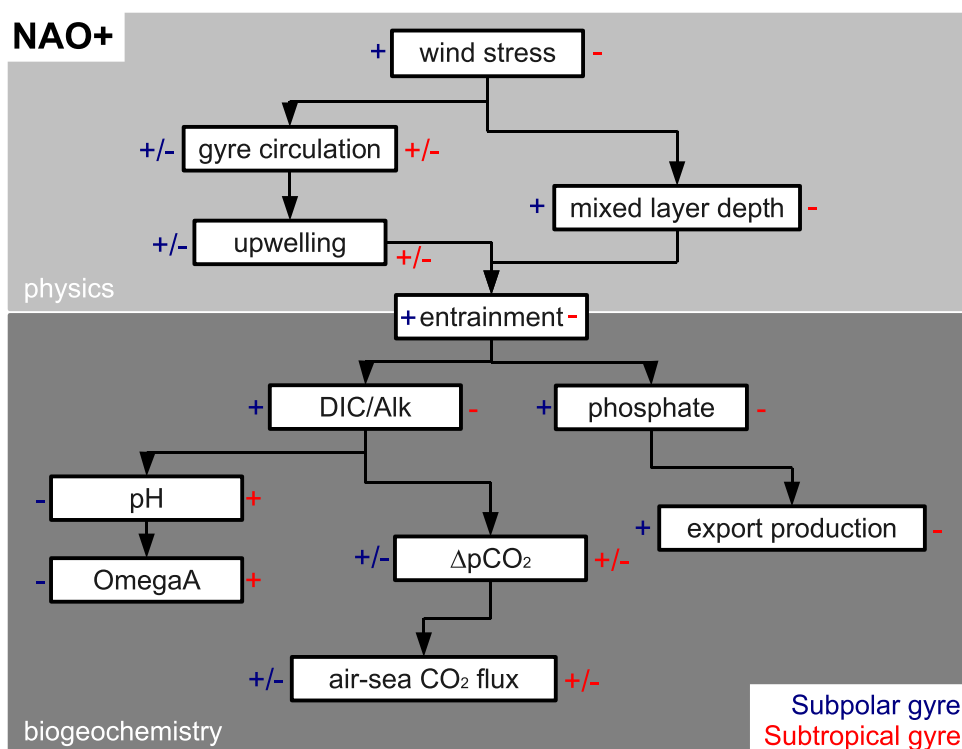 NAO+
+ wind stress -
+/- gyre circulation +/-
+ mixed layer depth -
+/- upwelling +/-
physics
+ entrainment -
+ DIC/Alk -
+ phosphate -
- pH +
+ export production -
+/- ΔpCO₂ +/-
- OmegaA +
+/- air-sea CO₂ flux +/-
Subpolar gyre
biogeochemistry
Subtropical gyre